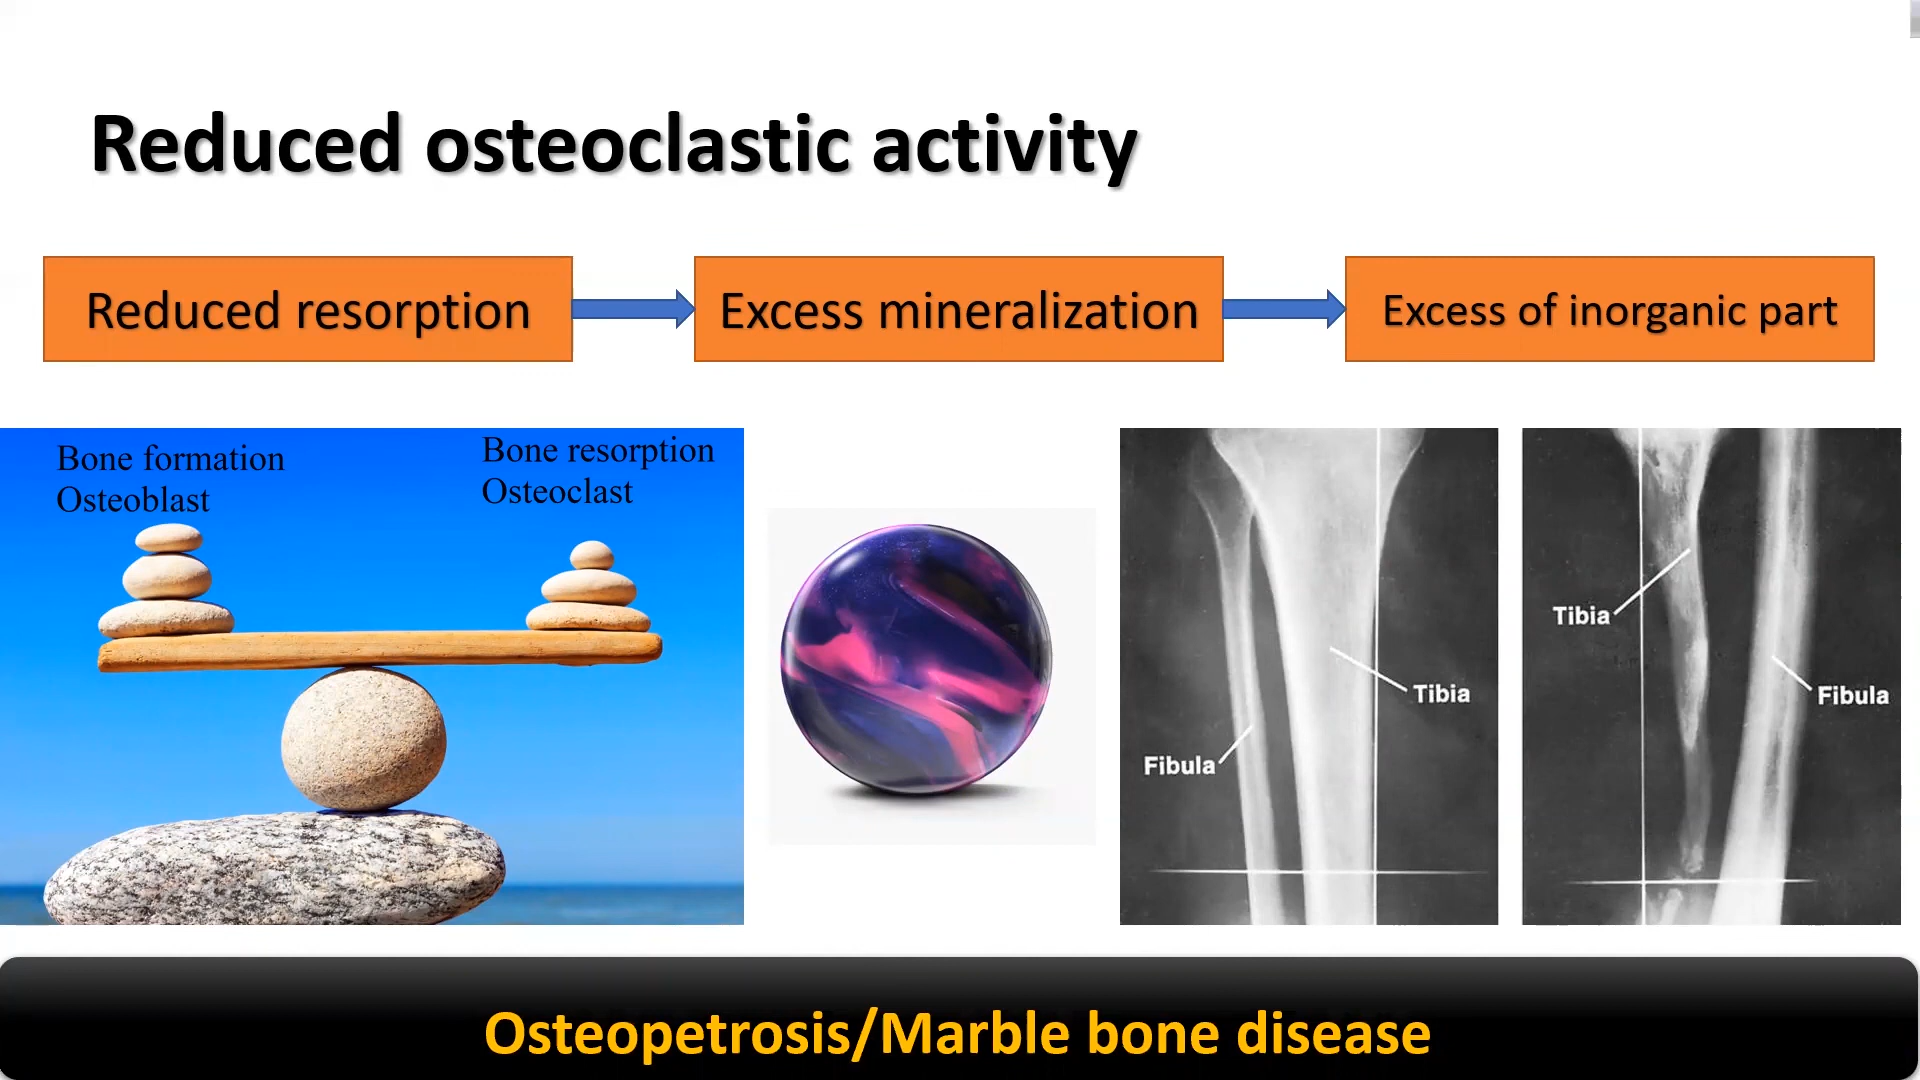 Reduced osteoclastic activity
Reduced resorption
Excess mineralization
Excess of inorganic part
Bone formation
Osteoblast
Bone resorption
Osteoclast
Fibula
Tibia
Tibia
Fibula
Osteopetrosis/Marble bone disease